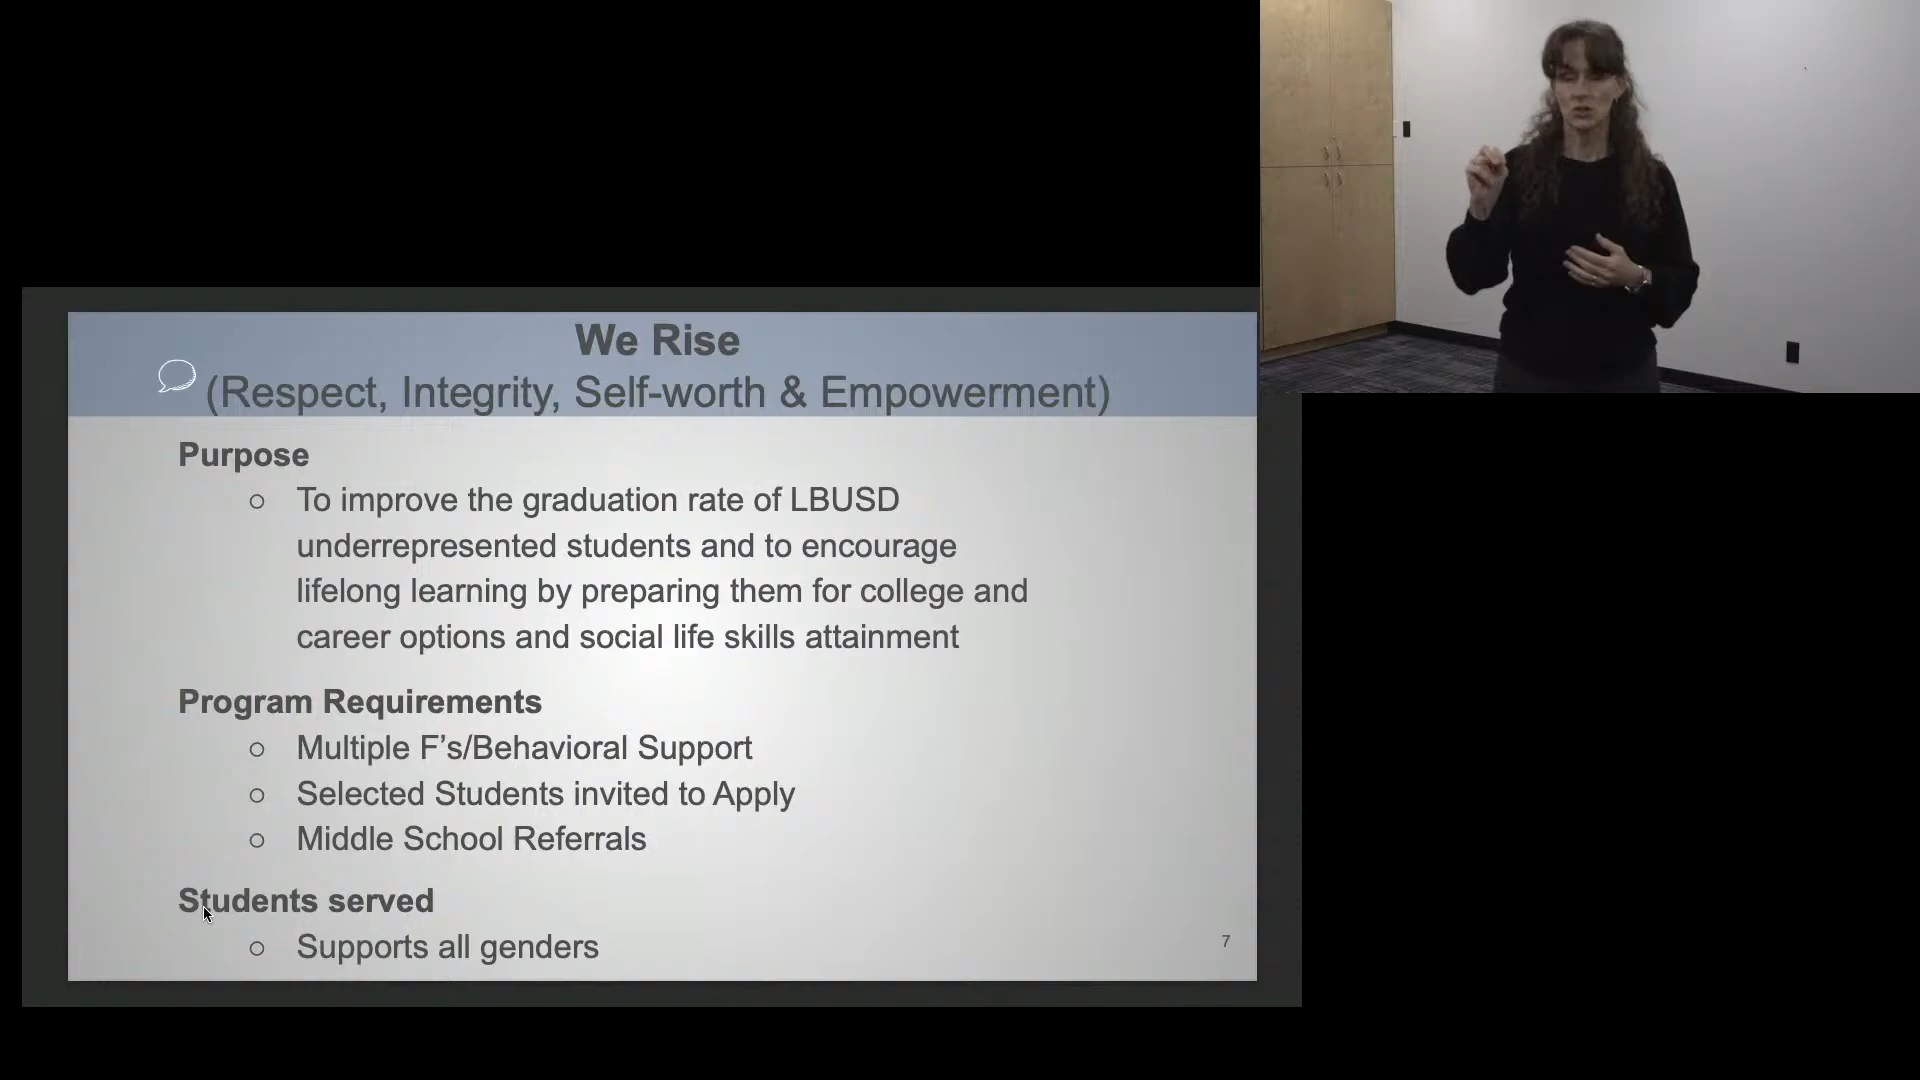 We Rise
(Respect, Integrity, Self-worth & Empowerment)
Purpose
○ To improve the graduation rate of LBUSD
underrepresented students and to encourage
lifelong learning by preparing them for college and
career options and social life skills attainment
Program Requirements
○ Multiple F’s/Behavioral Support
○ Selected Students invited to Apply
○ Middle School Referrals
Students served
○ Supports all genders
7